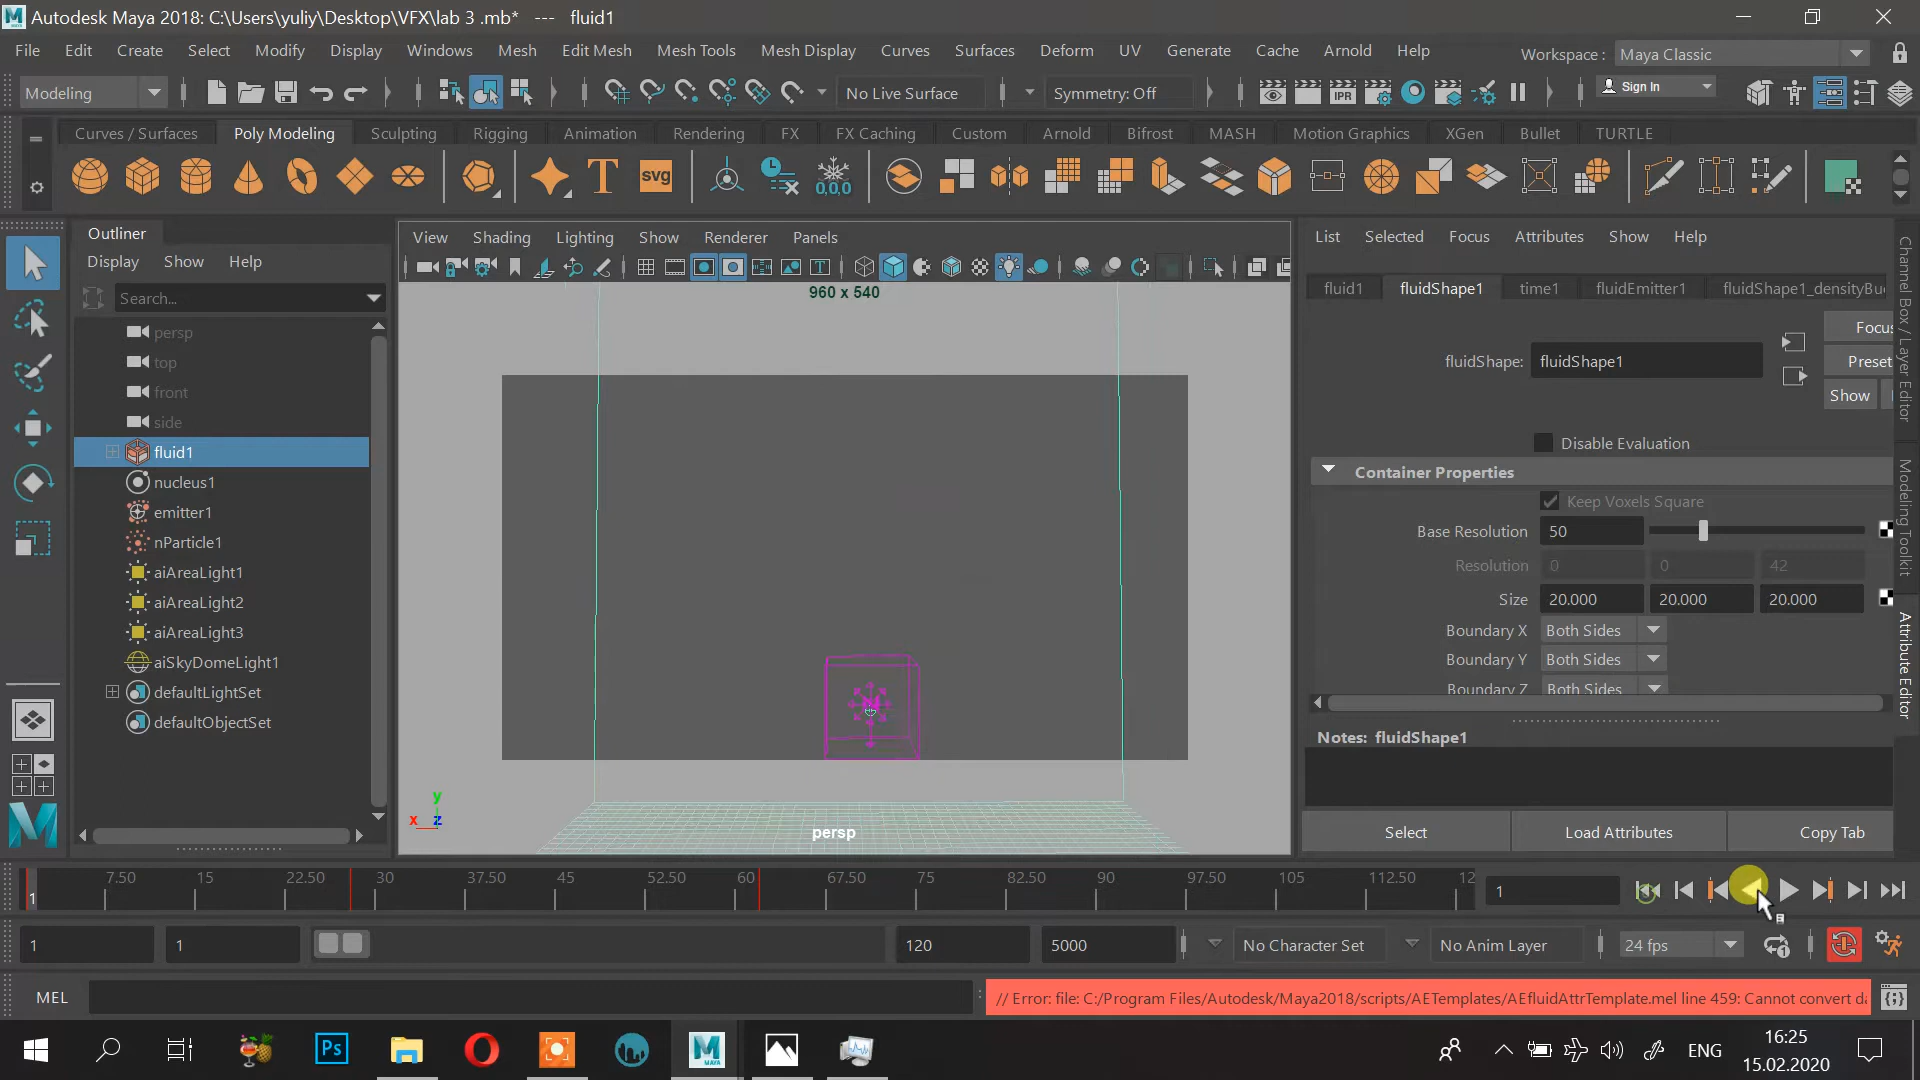 Autodesk Maya 2018: C:\Users\yuliy\Desktop\VFX\lab 3 .mb*   ---   fluid1
File Edit Create Select Modify Display Windows Mesh Edit Mesh Mesh Tools Mesh Display Curves Surfaces Deform UV Generate Cache Arnold Help Workspace : Maya Classic
Modeling No Live Surface Symmetry: Off IPR Sign In
Curves / Surfaces Poly Modeling Sculpting Rigging Animation Rendering FX FX Caching Custom Arnold Bifrost MASH Motion Graphics XGen Bullet TURTLE
T svg 0,0,0
Outliner
Display Show Help
Search...
persp
top
front
side
fluid1
nucleus1
emitter1
nParticle1
aiAreaLight1
aiAreaLight2
aiAreaLight3
aiSkyDomeLight1
defaultLightSet
defaultObjectSet
View Shading Lighting Show Renderer Panels
960 x 540
y
x z
persp
List Selected Focus Attributes Show Help
fluid1 fluidShape1 time1 fluidEmitter1 fluidShape1_densityBu
Focus
fluidShape: fluidShape1
Preset
Show
Disable Evaluation
Container Properties
Keep Voxels Square
Base Resolution 50
Resolution 0 0 42
Size 20.000 20.000 20.000
Boundary X Both Sides
Boundary Y Both Sides
Boundary Z Both Sides
Notes: fluidShape1
Select Load Attributes Copy Tab
Channel Box / Layer Editor
Modeling Toolkit
Attribute Editor
1 7.50 15 22.50 30 37.50 45 52.50 60 67.50 75 82.50 90 97.50 105 112.50 12 1
1 1 120 5000 No Character Set No Anim Layer 24 fps
MEL // Error: file: C:/Program Files/Autodesk/Maya2018/scripts/AETemplates/AEfluidAttrTemplate.mel line 459: Cannot convert da
Ps MAYA ENG 16:25
15.02.2020